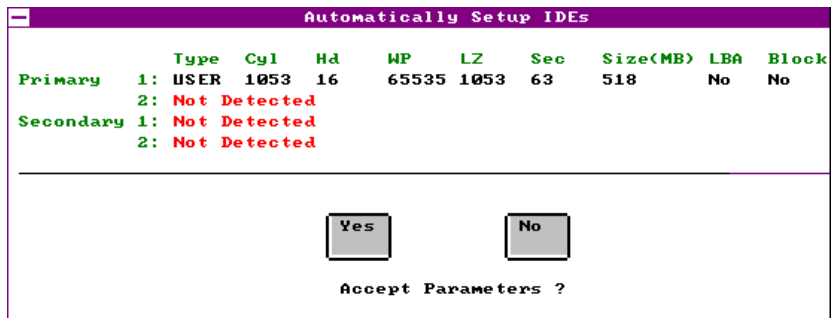 Automatically Setup IDEs
Type Cyl Hd WP LZ Sec Size(MB) LBA Block
Primary 1: USER 1053 16 65535 1053 63 518 No No
2: Not Detected
Secondary 1: Not Detected
2: Not Detected
Yes No
Accept Parameters ?